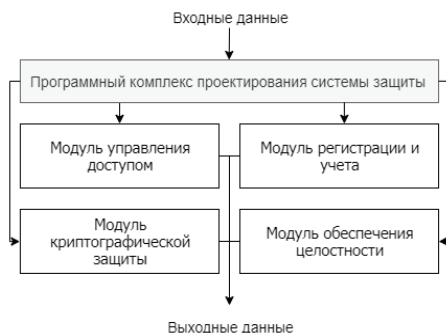 Входные данные
Программный комплекс проектирования системы защиты
Модуль управления
доступом
Модуль регистрации и
учета
Модуль
криптографической
защиты
Модуль обеспечения
целостности
Выходные данные